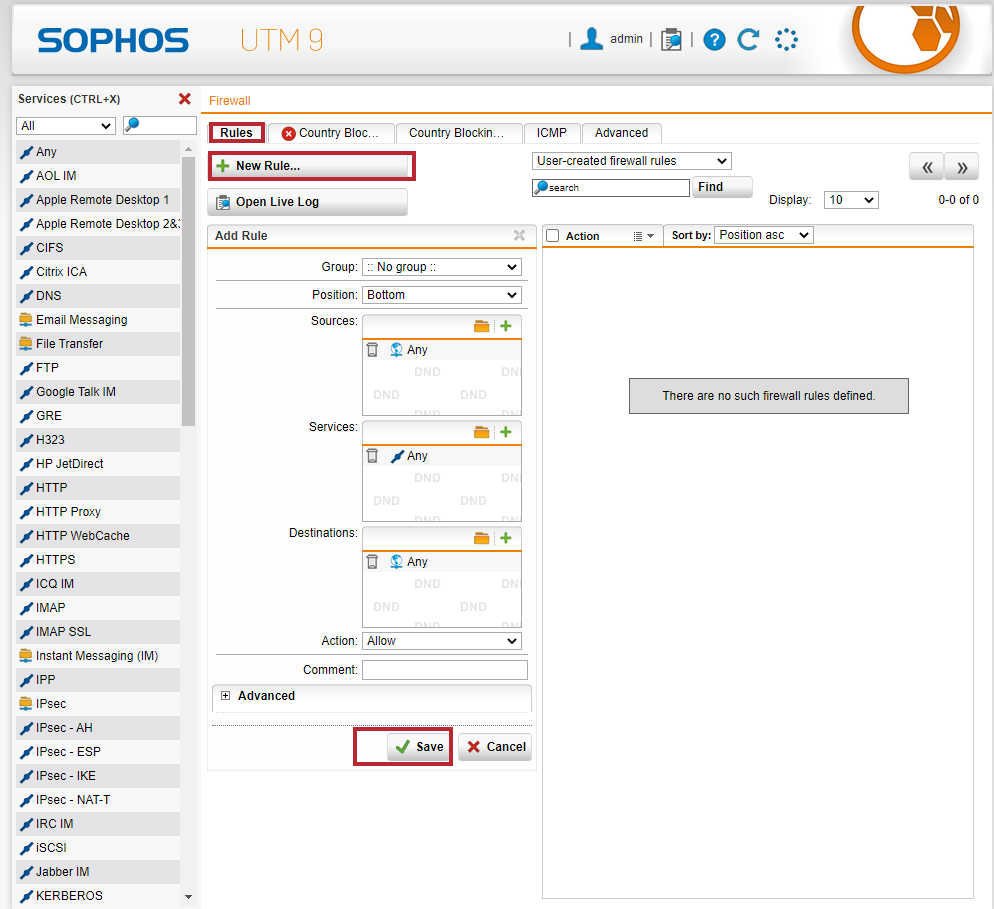 SOPHOS UTM 9
| admin | | ?
Services (CTRL+X)
All
Any
AOL IM
Apple Remote Desktop 1
Apple Remote Desktop 2&3
CIFS
Citrix ICA
DNS
Email Messaging
File Transfer
FTP
Google Talk IM
GRE
H323
HP JetDirect
HTTP
HTTP Proxy
HTTP WebCache
HTTPS
ICQ IM
IMAP
IMAP SSL
Instant Messaging (IM)
IPP
IPsec
IPsec - AH
IPsec - ESP
IPsec - IKE
IPsec - NAT-T
IRC IM
iSCSI
Jabber IM
KERBEROS
Firewall
Rules Country Bloc... Country Blockin... ICMP Advanced
New Rule...
Open Live Log
User-created firewall rules
search Find
« »
Display: 10 0-0 of 0
Add Rule
Group: :: No group ::
Position: Bottom
Sources:
Any
DND DND
DND DND
DND DND
Services:
Any
DND DND
DND DND
DND DND
Destinations:
Any
DND DND
DND DND
DND DND
Action: Allow
Comment:
Advanced
Save Cancel
Action Sort by: Position asc
There are no such firewall rules defined.